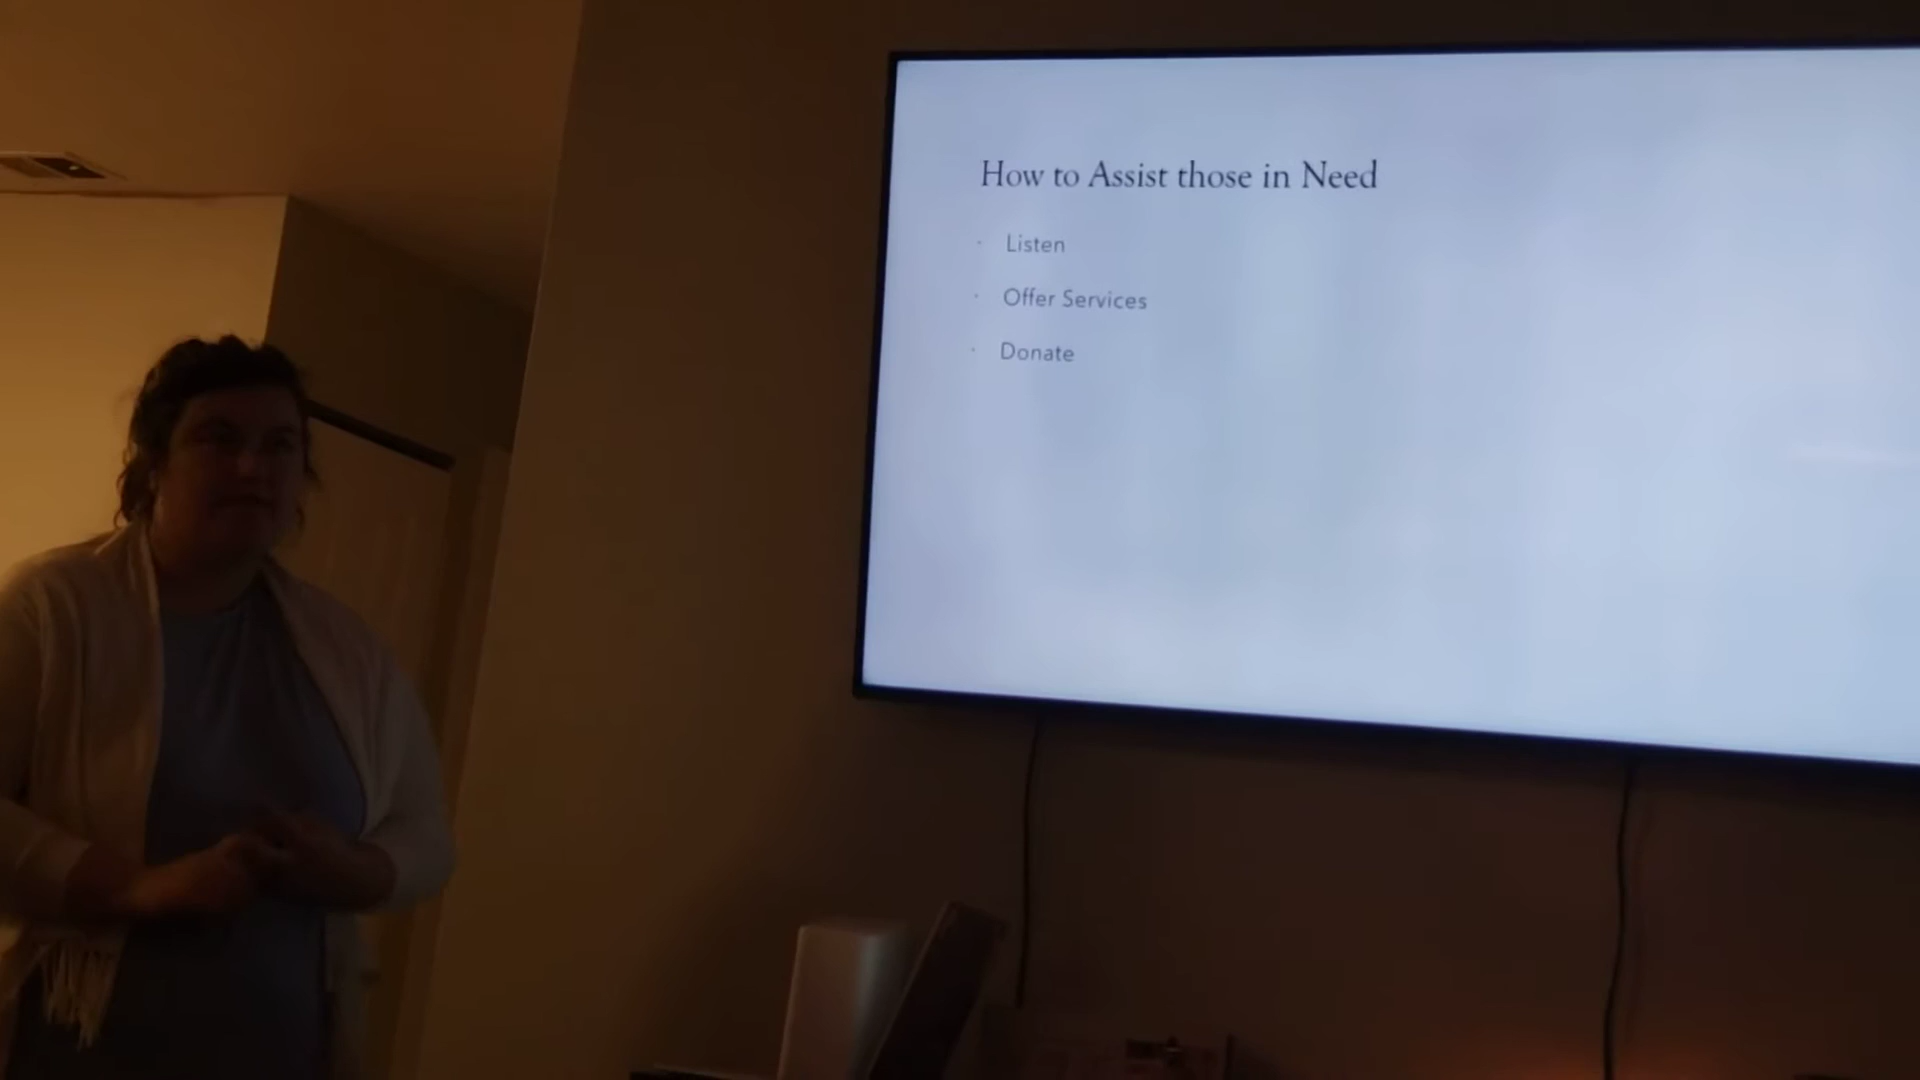 How to Assist those in Need
Listen
Offer Services
Donate